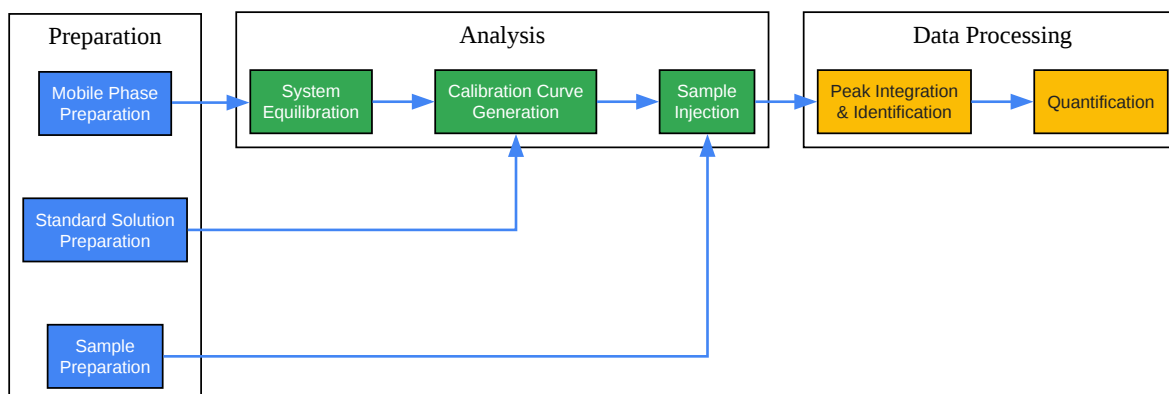 Preparation
Mobile Phase
Preparation
Standard Solution
Preparation
Sample
Preparation
Analysis
System
Equilibration
Calibration Curve
Generation
Sample
Injection
Data Processing
Peak Integration
& Identification
Quantification